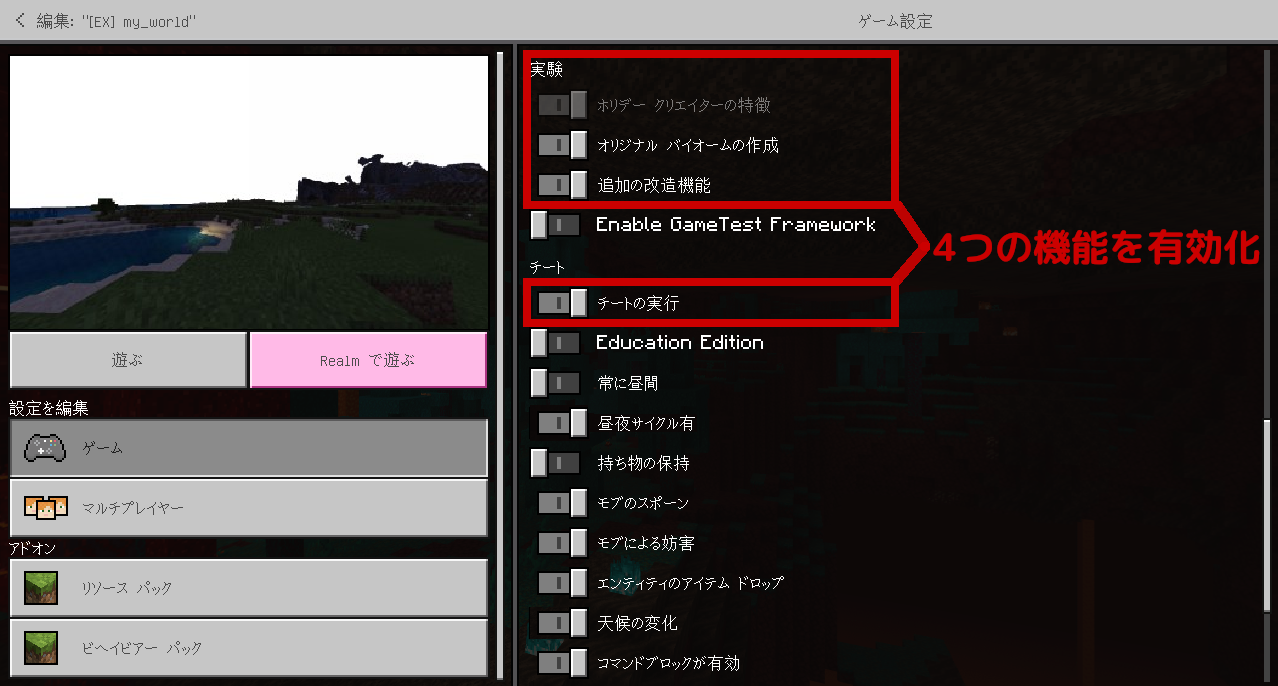 編集: "[EX] my_world"
ゲーム設定
遊ぶ
Realm で遊ぶ
設定を編集
ゲーム
マルチプレイヤー
アドオン
リソース パック
ビヘイビアー パック
実験
ホリデー クリエイターの特徴
オリジナル バイオームの作成
追加の改造機能
Enable GameTest Framework
4つの機能を有効化
チート
チートの実行
Education Edition
常に昼間
昼夜サイクル有
持ち物の保持
モブのスポーン
モブによる妨害
エンティティのアイテム ドロップ
天候の変化
コマンドブロックが有効